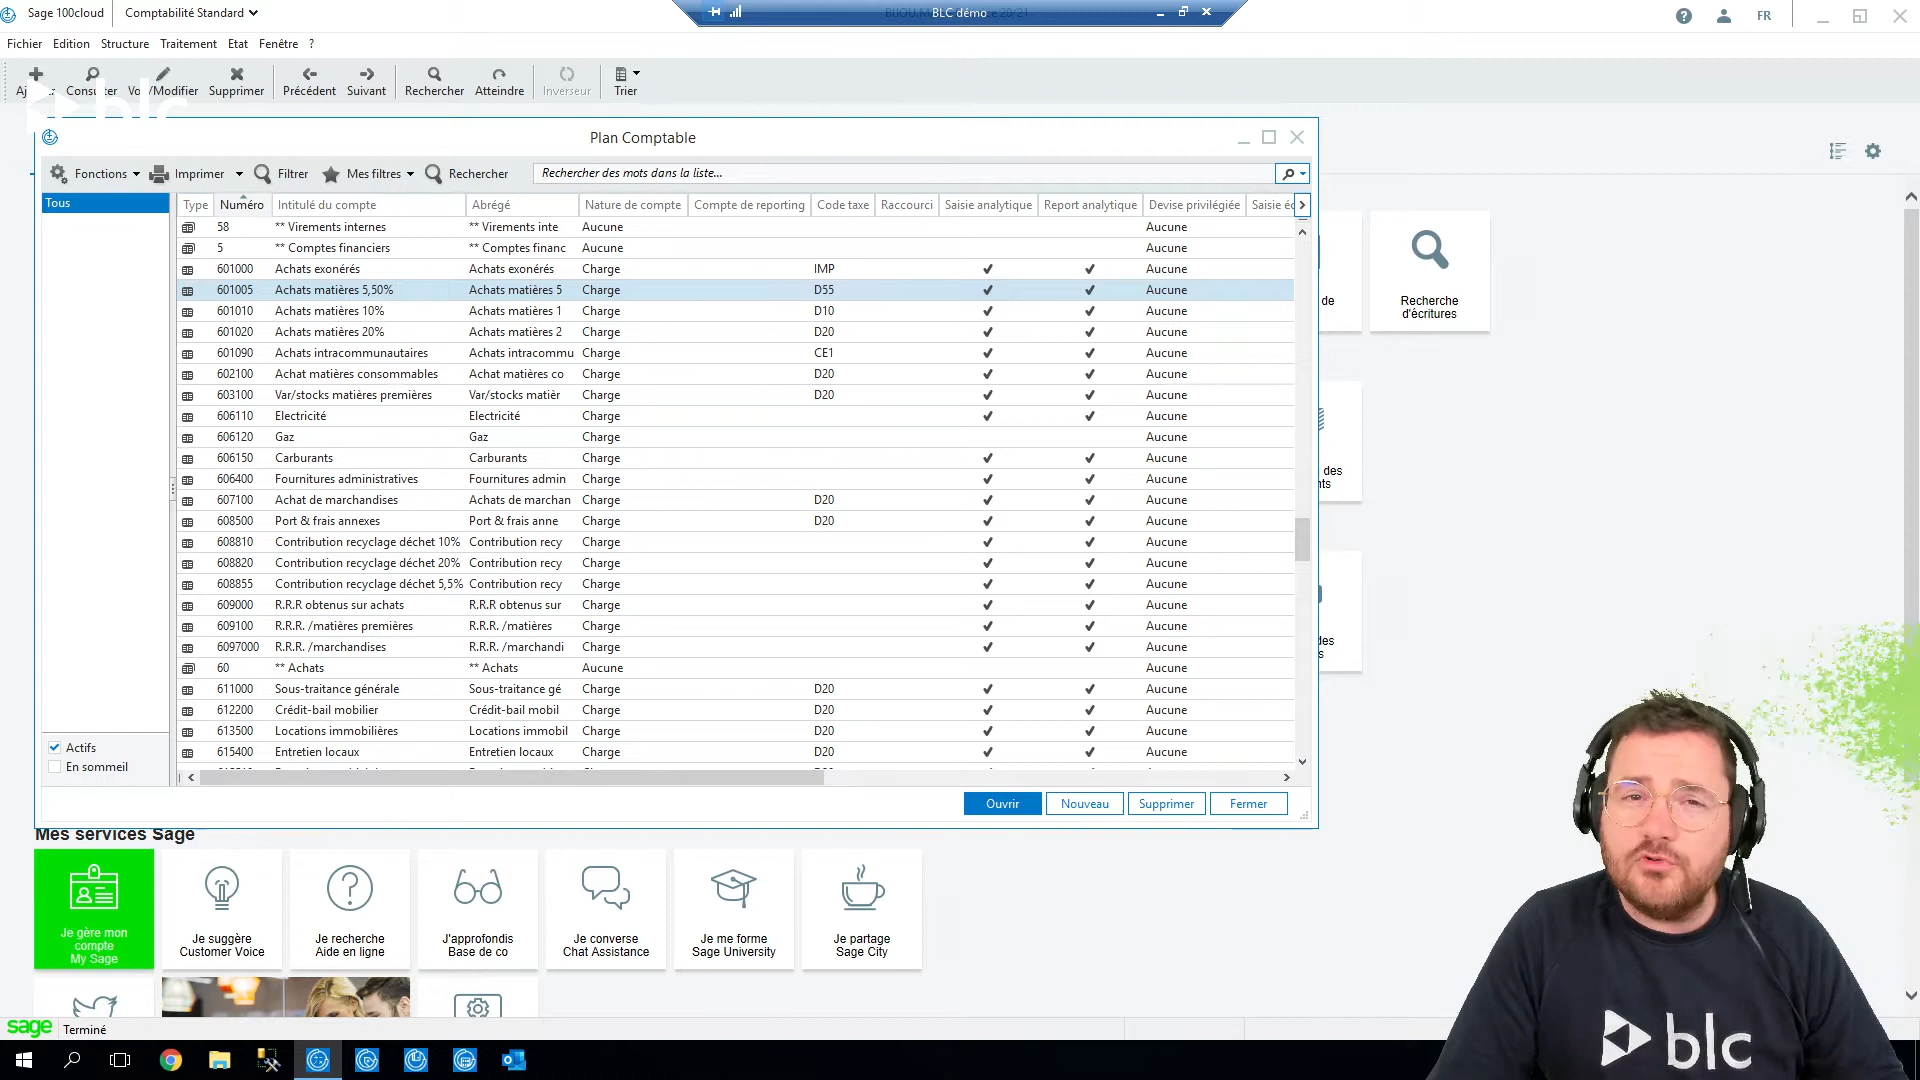 Sage 100cloud Comptabilité Standard BLC démo FR
Fichier Edition Structure Traitement Etat Fenêtre ?
Consulter Voir/Modifier Supprimer Précédent Suivant Rechercher Atteindre Inverseur Trier
blc
Plan Comptable
Fonctions Imprimer Filtrer Mes filtres Rechercher Rechercher des mots dans la liste...
Tous
Type Numéro Intitulé du compte Abrégé Nature de compte Compte de reporting Code taxe Raccourci Saisie analytique Report analytique Devise privilégiée Saisie éc
58 ** Virements internes ** Virements inte Aucune Aucune
5 ** Comptes financiers ** Comptes financ Aucune Aucune
601000 Achats exonérés Achats exonérés Charge IMP Aucune
601005 Achats matières 5,50% Achats matières 5 Charge D55 Aucune
601010 Achats matières 10% Achats matières 1 Charge D10 Aucune
601020 Achats matières 20% Achats matières 2 Charge D20 Aucune
601090 Achats intracommunautaires Achats intracommu Charge CE1 Aucune
602100 Achat matières consommables Achat matières co Charge D20 Aucune
603100 Var/stocks matières premières Var/stocks matièr Charge D20 Aucune
606110 Electricité Electricité Charge Aucune
606120 Gaz Gaz Charge Aucune
606150 Carburants Carburants Charge Aucune
606400 Fournitures administratives Fournitures admin Charge Aucune
607100 Achat de marchandises Achats de marchan Charge D20 Aucune
608500 Port & frais annexes Port & frais anne Charge D20 Aucune
608810 Contribution recyclage déchet 10% Contribution recy Charge Aucune
608820 Contribution recyclage déchet 20% Contribution recy Charge Aucune
608855 Contribution recyclage déchet 5,5% Contribution recy Charge Aucune
609000 R.R.R obtenus sur achats R.R.R obtenus sur Charge Aucune
609100 R.R.R. /matières premières R.R.R. /matières Charge Aucune
6097000 R.R.R. /marchandises R.R.R. /marchandi Charge Aucune
60 ** Achats ** Achats Aucune Aucune
611000 Sous-traitance générale Sous-traitance gé Charge D20 Aucune
612200 Crédit-bail mobilier Crédit-bail mobil Charge D20 Aucune
613500 Locations immobilières Locations immobil Charge D20 Aucune
615400 Entretien locaux Entretien locaux Charge D20 Aucune
Actifs
En sommeil
Ouvrir Nouveau Supprimer Fermer
de
Recherche
d'écritures
des
nts
des
s
Mes services Sage
Je gère mon
compte
My Sage
Je suggère
Customer Voice
Je recherche
Aide en ligne
J'approfondis
Base de co
Je converse
Chat Assistance
Je me forme
Sage University
Je partage
Sage City
sage Terminé
blc